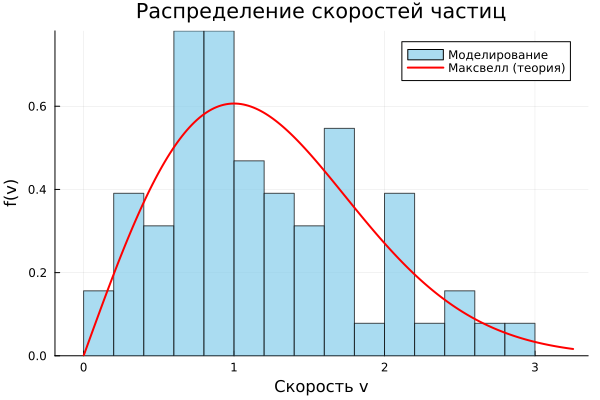 Распределение скоростей частиц
Моделирование
Максвелл (теория)
f(v)
0.6
0.4
0.2
0.0
0
1
2
3
Скорость v